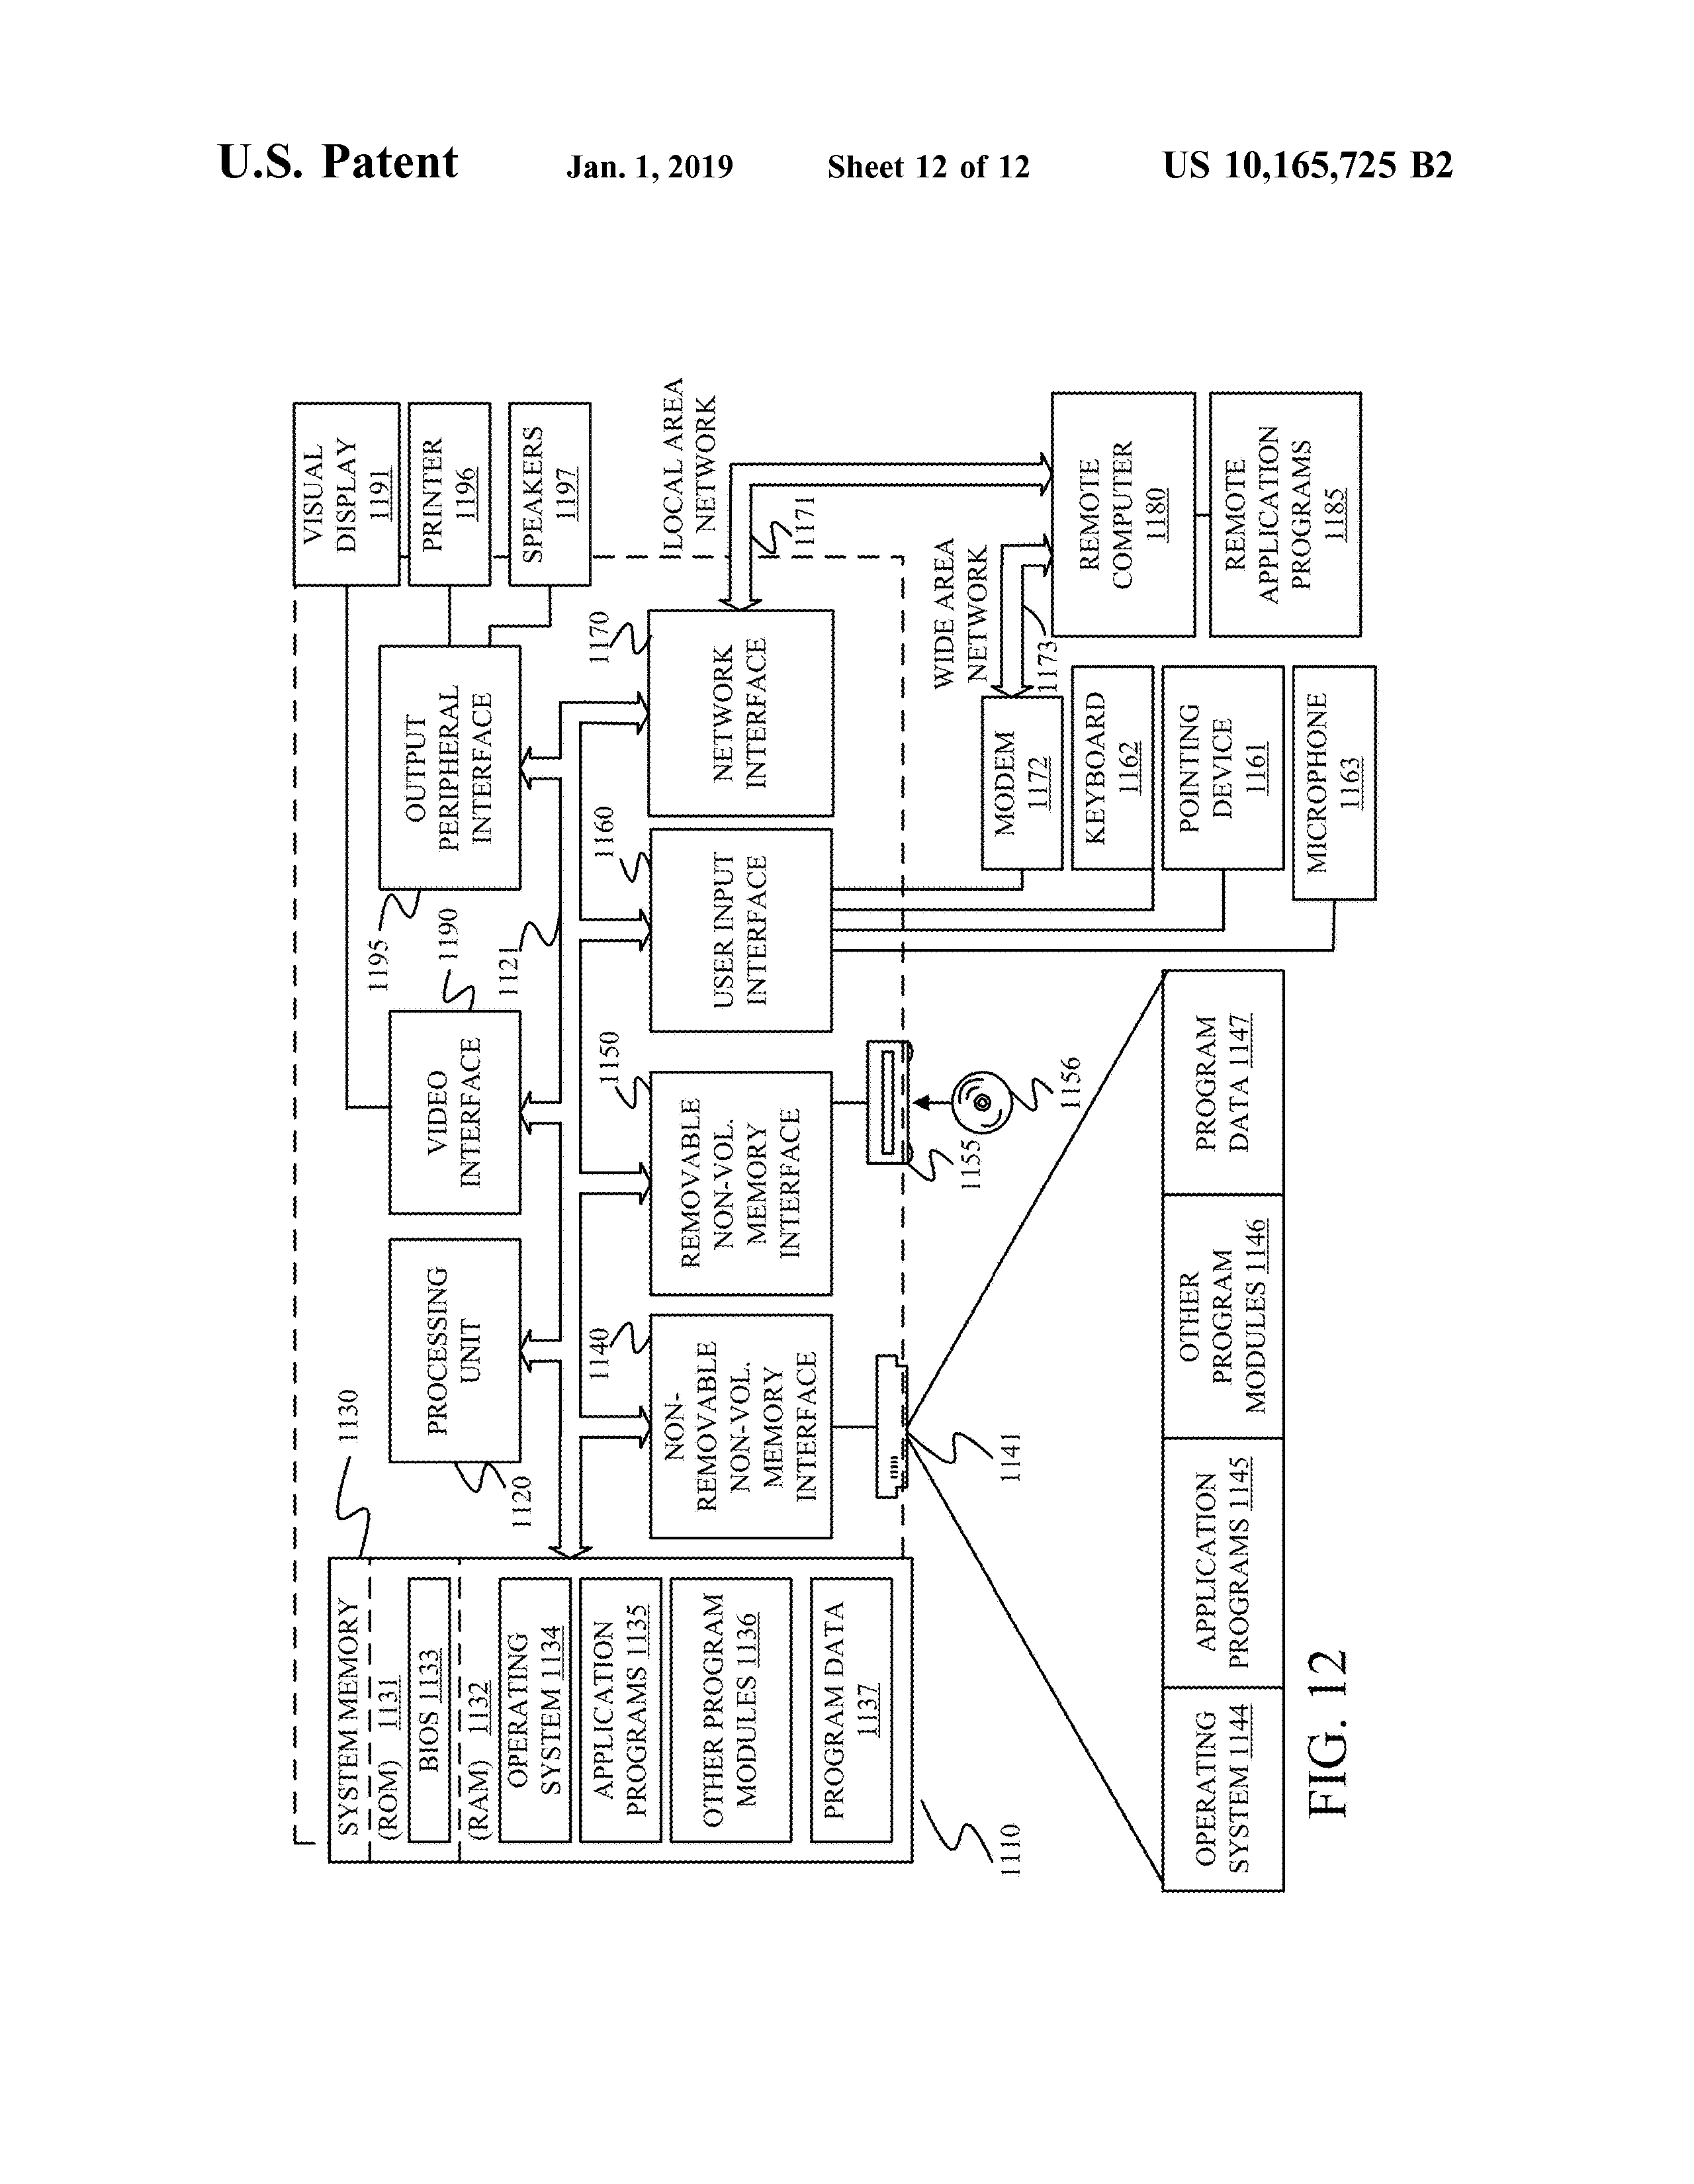 U.S. Patent Jan. 1, 2019 Sheet 12 of 12 US 10,165,725 B2
1130
SYSTEM MEMORY
(ROM) 1131
BIOS 1133
(RAM) 1132
OPERATING
SYSTEM 1134
APPLICATION
PROGRAMS 1135
OTHER PROGRAM
MODULES 1136
PROGRAM DATA
1137
1110
PROCESSING
UNIT
1120
VIDEO
INTERFACE
1190
1121
OUTPUT
PERIPHERAL
INTERFACE
1195
VISUAL
DISPLAY
1191
PRINTER
1196
SPEAKERS
1197
NON-
REMOVABLE
NON-VOL.
MEMORY
INTERFACE
1140
REMOVABLE
NON-VOL.
MEMORY
INTERFACE
1150
USER INPUT
INTERFACE
1160
NETWORK
INTERFACE
1170
LOCAL AREA
NETWORK
1171
1141
1155
1156
WIDE AREA
NETWORK
1173
MODEM
1172
KEYBOARD
1162
POINTING
DEVICE
1161
MICROPHONE
1163
REMOTE
COMPUTER
1180
REMOTE
APPLICATION
PROGRAMS
1185
OPERATING
SYSTEM 1144
APPLICATION
PROGRAMS 1145
OTHER
PROGRAM
MODULES 1146
PROGRAM
DATA 1147
FIG. 12